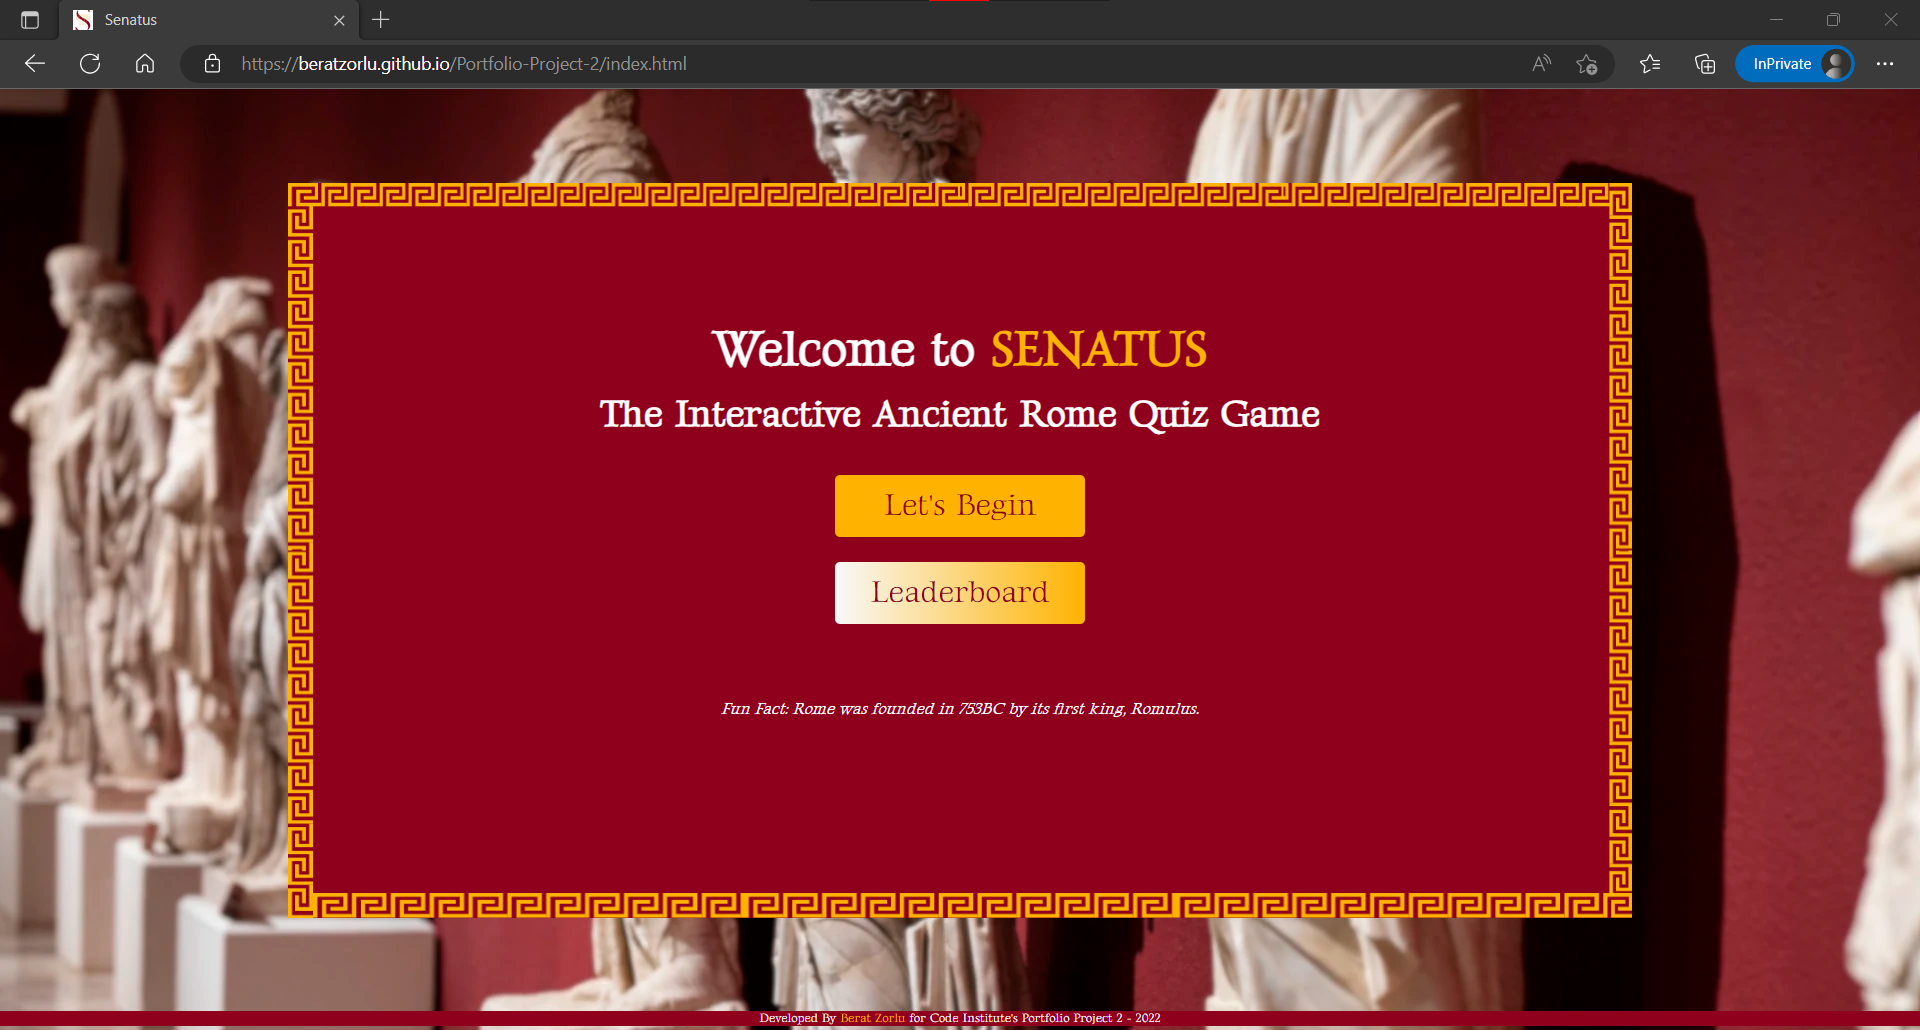 Senatus
https://beratzorlu.github.io/Portfolio-Project-2/index.html
InPrivate
Welcome to SENATUS
The Interactive Ancient Rome Quiz Game
Let's Begin
Leaderboard
Fun Fact: Rome was founded in 753BC by its first king, Romulus.
Developed By Berat Zorlu for Code Institute's Portfolio Project 2 - 2022